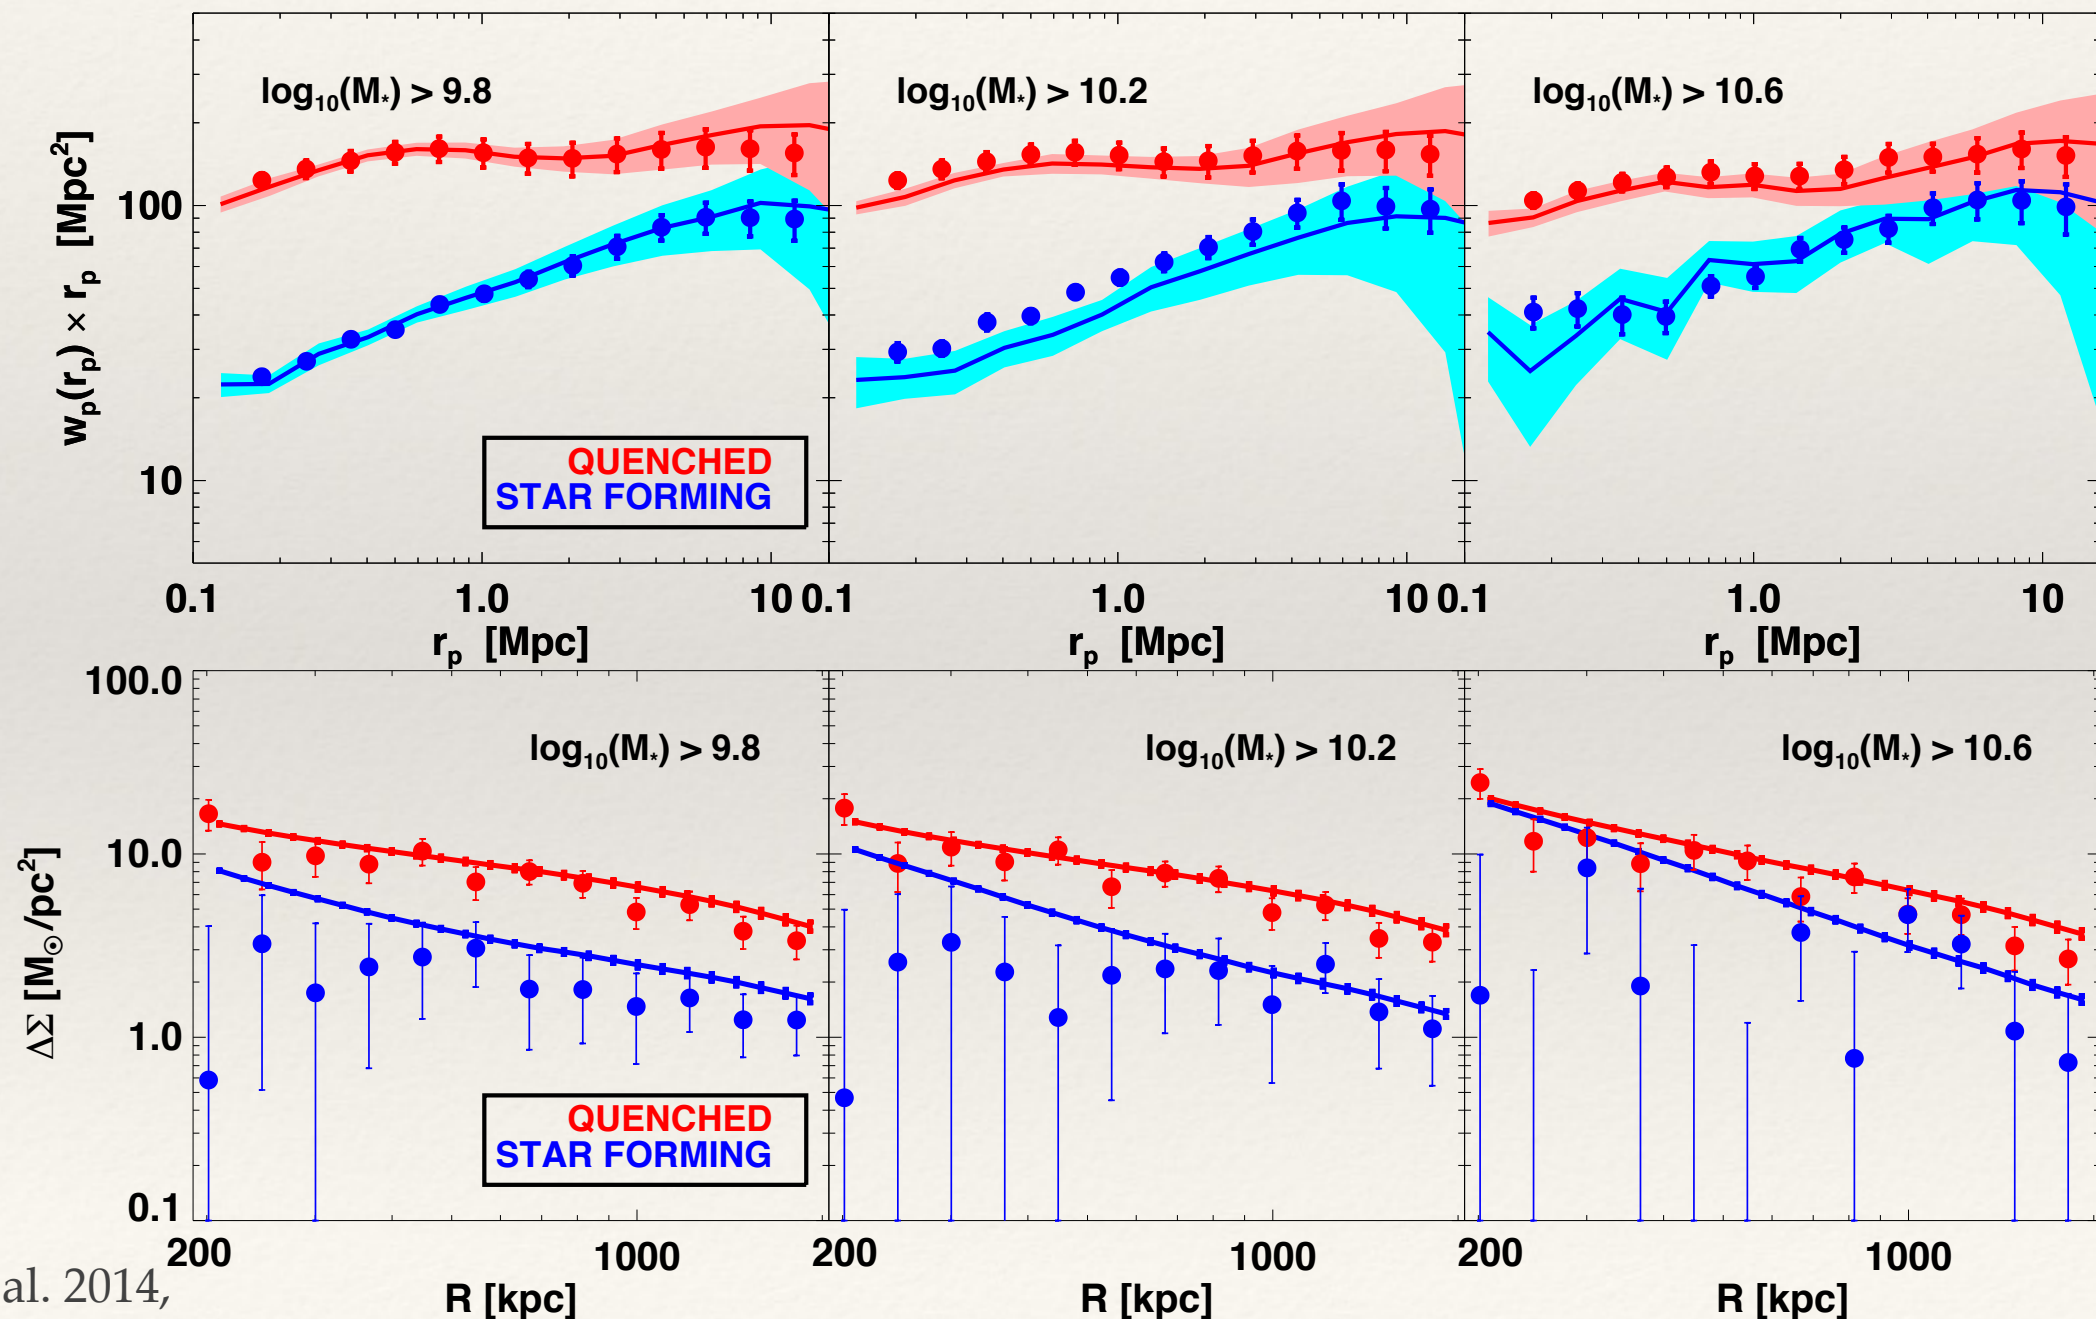 log₁₀(M*) > 9.8
log₁₀(M*) > 10.2
log₁₀(M*) > 10.6
wₚ(rₚ) × rₚ [Mpc²]
100
10
QUENCHED
STAR FORMING
0.1 1.0 10 0.1 1.0 10 0.1 1.0 10
rₚ [Mpc] rₚ [Mpc] rₚ [Mpc]
log₁₀(M*) > 9.8
log₁₀(M*) > 10.2
log₁₀(M*) > 10.6
ΔΣ [M☉/pc²]
100.0
10.0
1.0
0.1
QUENCHED
STAR FORMING
200 1000 200 1000 200 1000
R [kpc] R [kpc] R [kpc]
al. 2014,